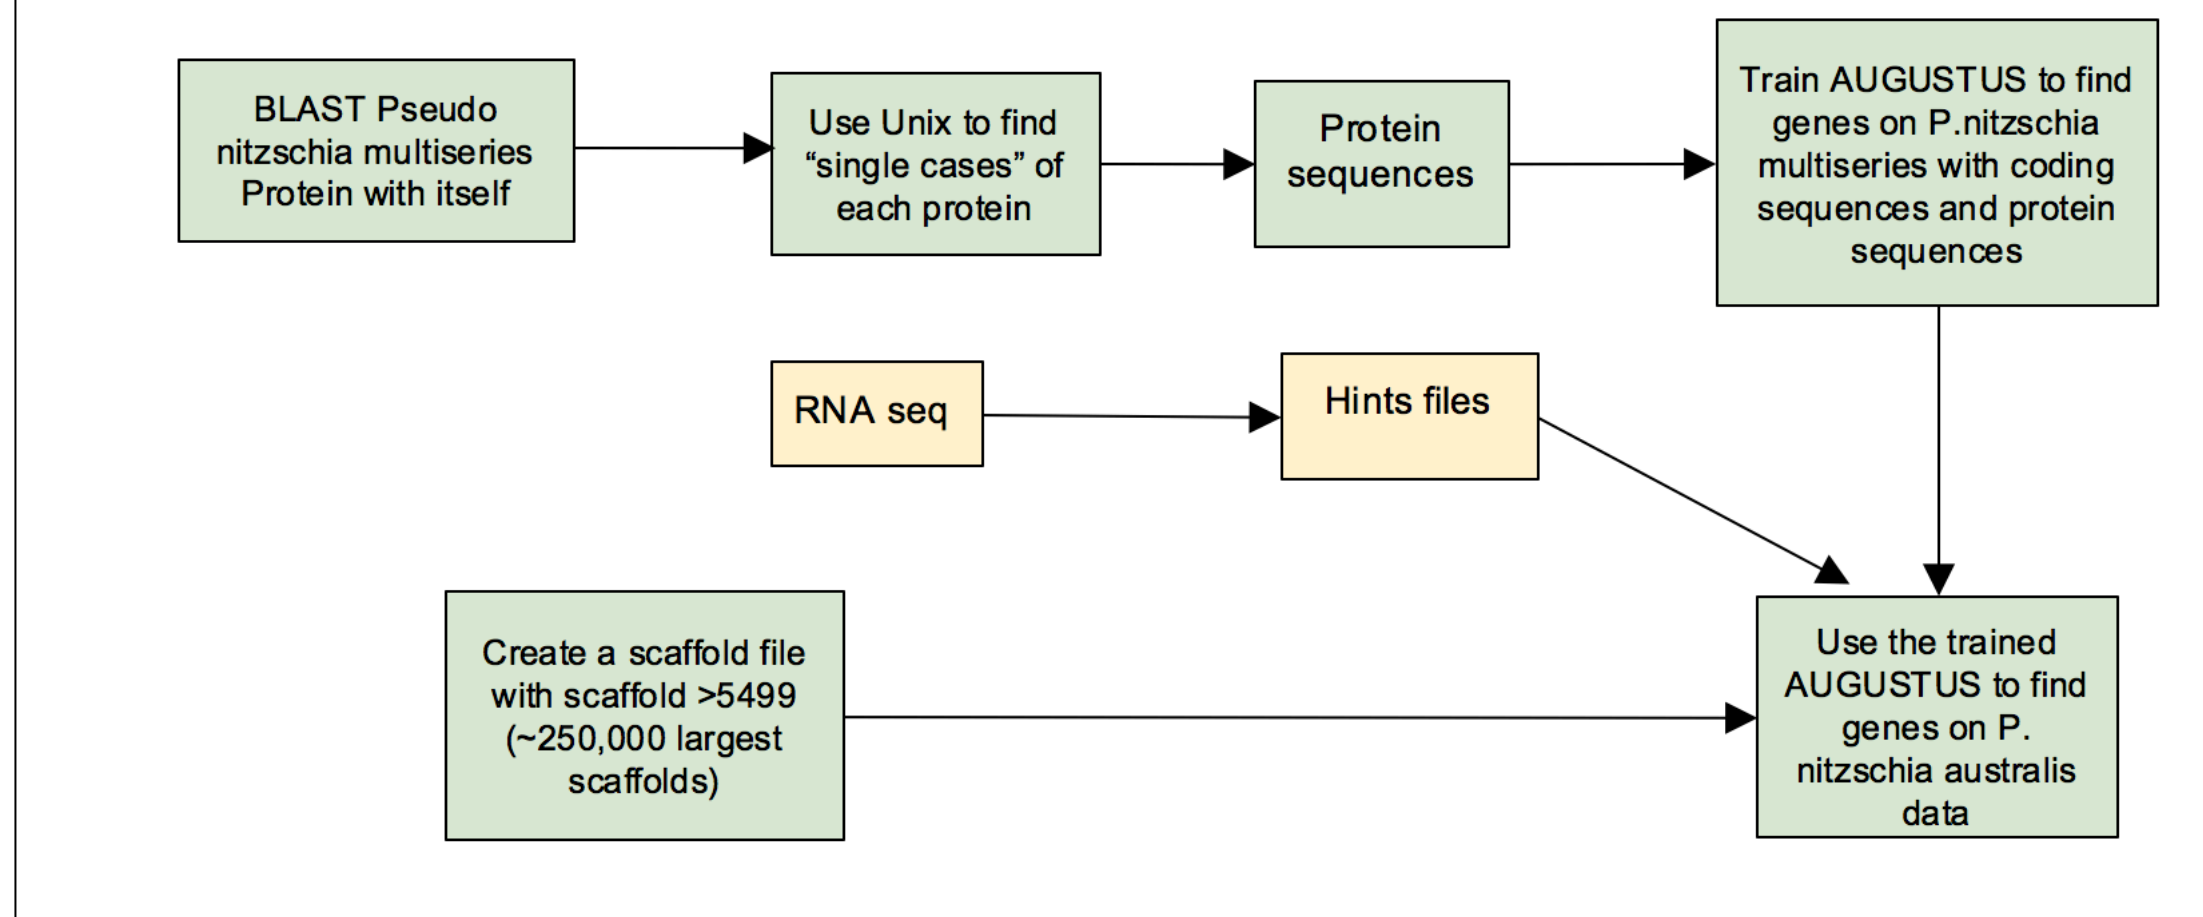 BLAST Pseudo
nitzschia multiseries
Protein with itself
Use Unix to find
“single cases” of
each protein
Protein
sequences
Train AUGUSTUS to find
genes on P.nitzschia
multiseries with coding
sequences and protein
sequences
RNA seq
Hints files
Create a scaffold file
with scaffold >5499
(~250,000 largest
scaffolds)
Use the trained
AUGUSTUS to find
genes on P.
nitzschia australis
data